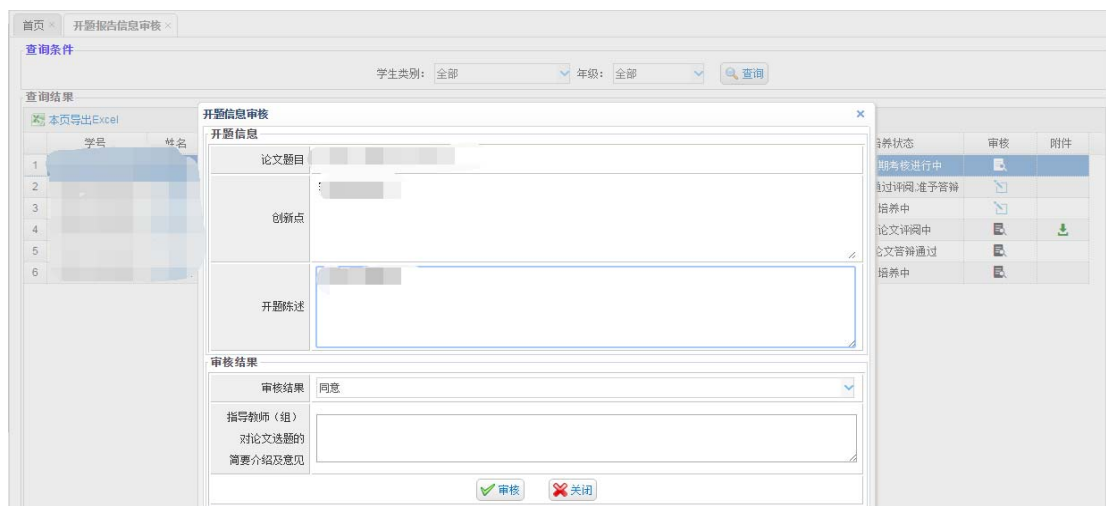 首页 开题报告信息审核
查询条件
学生类别： 全部 年级： 全部 查询
查询结果
本页导出Excel
学号 姓名 培养状态 审核 附件
开题信息审核
开题信息
论文题目
创新点
开题陈述
审核结果
审核结果 同意
指导教师（组）
对论文选题的
简要介绍及意见
审核 关闭
1 期考核进行中
2 通过评阅,准予答辩
3 培养中
4 论文评阅中
5 论文答辩通过
6 培养中